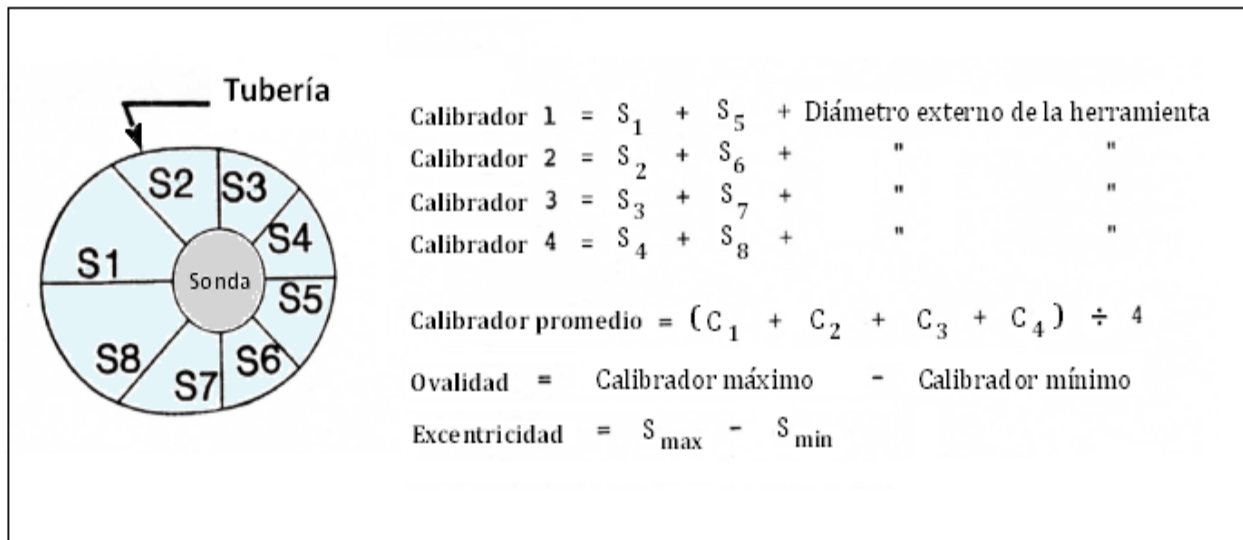 Tubería
S1
S2
S3
S4
S5
S6
S7
S8
Sonda
Calibrador 1 = S1 + S5 + Diámetro externo de la herramienta
Calibrador 2 = S2 + S6 + " "
Calibrador 3 = S3 + S7 + " "
Calibrador 4 = S4 + S8 + " "
Calibrador promedio = (C1 + C2 + C3 + C4) ÷ 4
Ovalidad = Calibrador máximo - Calibrador mínimo
Excentricidad = Smax - Smin